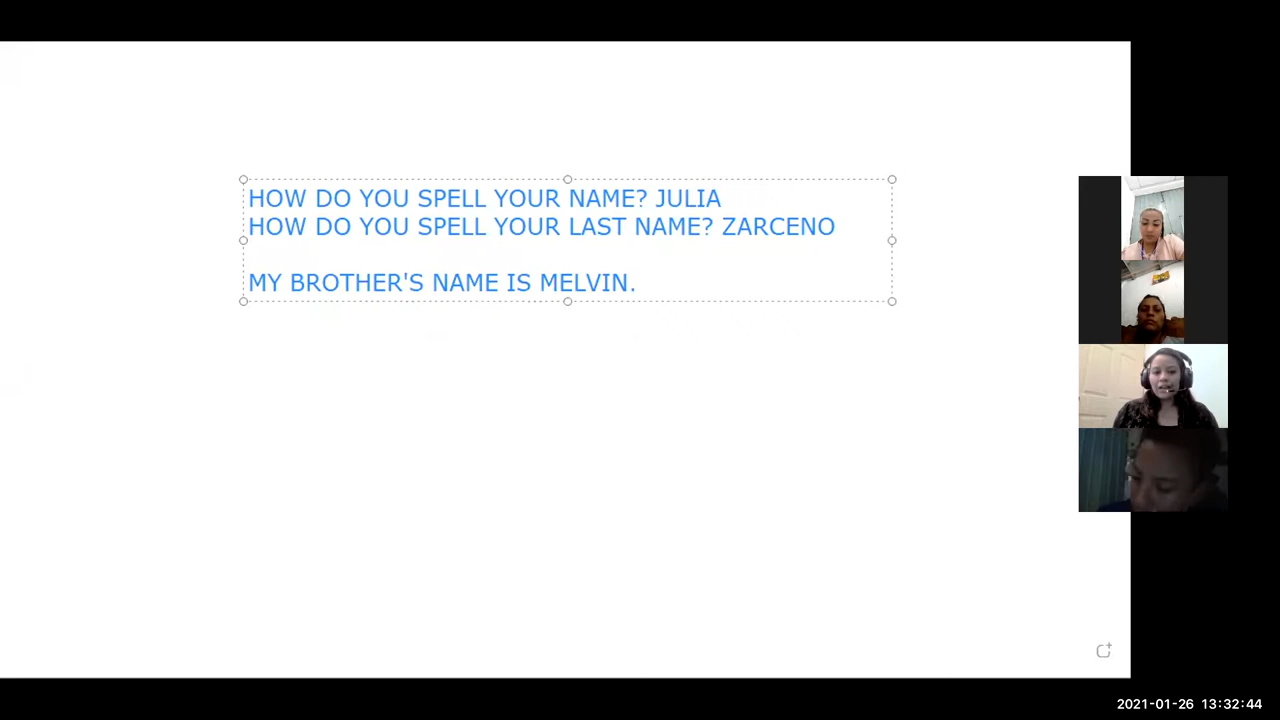 HOW DO YOU SPELL YOUR NAME? JULIA
HOW DO YOU SPELL YOUR LAST NAME? ZARCENO
MY BROTHER'S NAME IS MELVIN.
2021-01-26 13:32:44